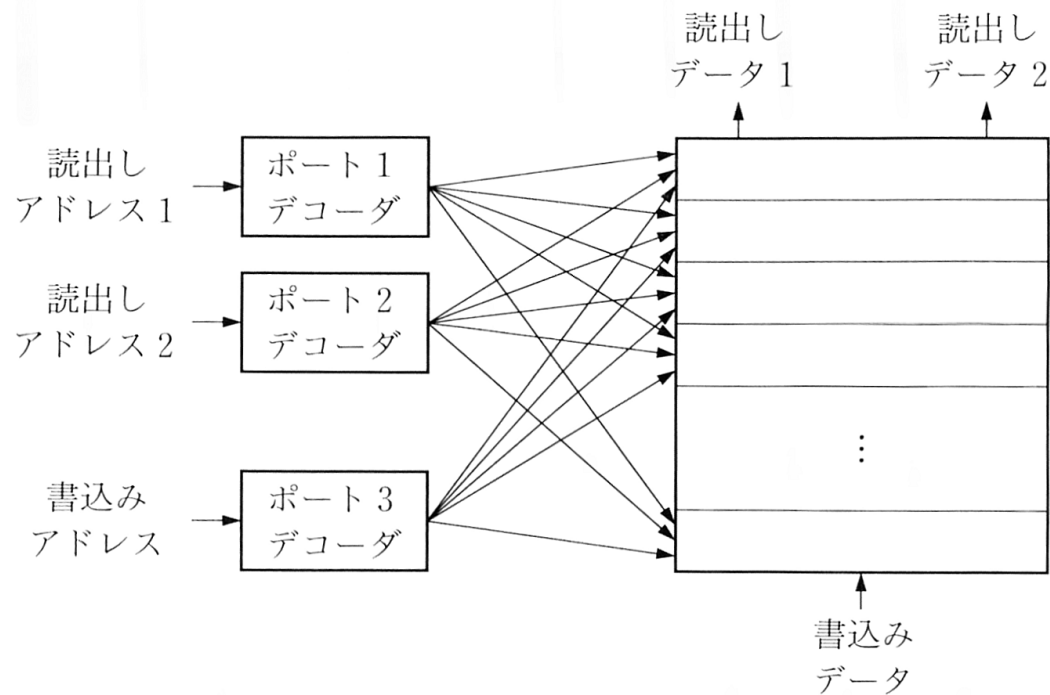 読出し
データ1
読出し
データ2
読出し
アドレス1
ポート1
デコーダ
読出し
アドレス2
ポート2
デコーダ
書込み
アドレス
ポート3
デコーダ
⋮
書込み
データ